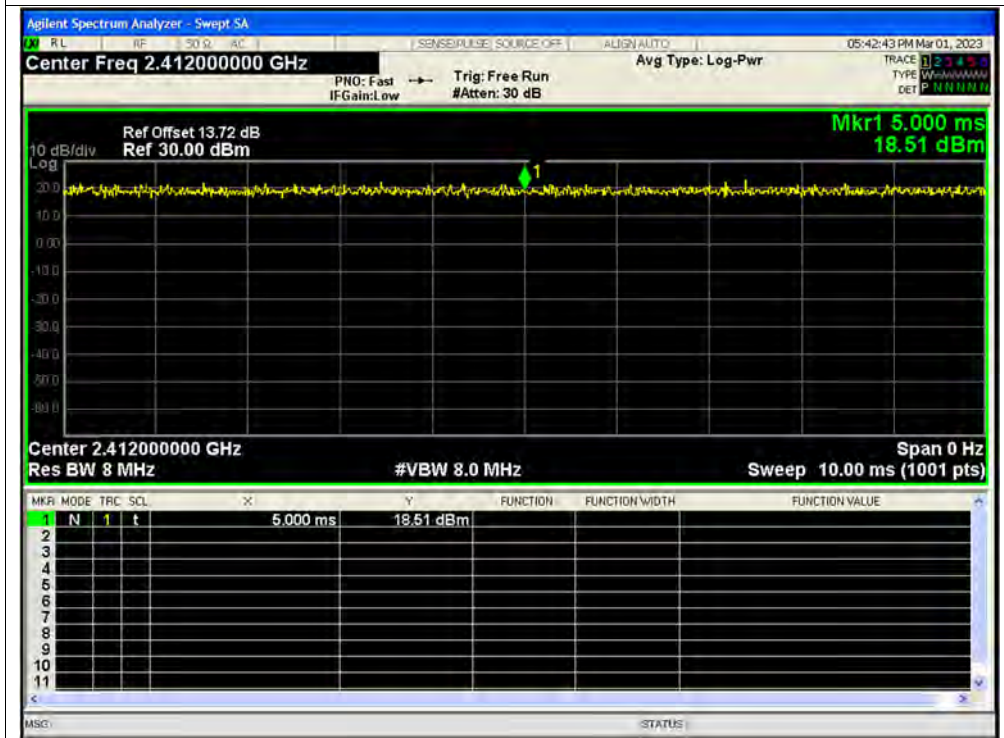 Agilent Spectrum Analyzer - Swept SA
RL RF 50 Ω AC SENSE:PULSE SOURCE OFF ALIGN AUTO 05:42:43 PM Mar 01, 2023
Center Freq 2.412000000 GHz Avg Type: Log-Pwr TRACE 1 2 3 4 5 6
PNO: Fast Trig: Free Run TYPE
IFGain:Low #Atten: 30 dB DET P N N N N N
Mkr1 5.000 ms
Ref Offset 13.72 dB
10 dB/div Ref 30.00 dBm 18.51 dBm
Log
1
20.0
10.0
0.00
-10.0
-20.0
-30.0
-40.0
-50.0
-60.0
Center 2.412000000 GHz Span 0 Hz
Res BW 8 MHz #VBW 8.0 MHz Sweep 10.00 ms (1001 pts)
MKR MODE TRC SCL X Y FUNCTION FUNCTION WIDTH FUNCTION VALUE
1 N 1 t 5.000 ms 18.51 dBm
2
3
4
5
6
7
8
9
10
11
MSG STATUS